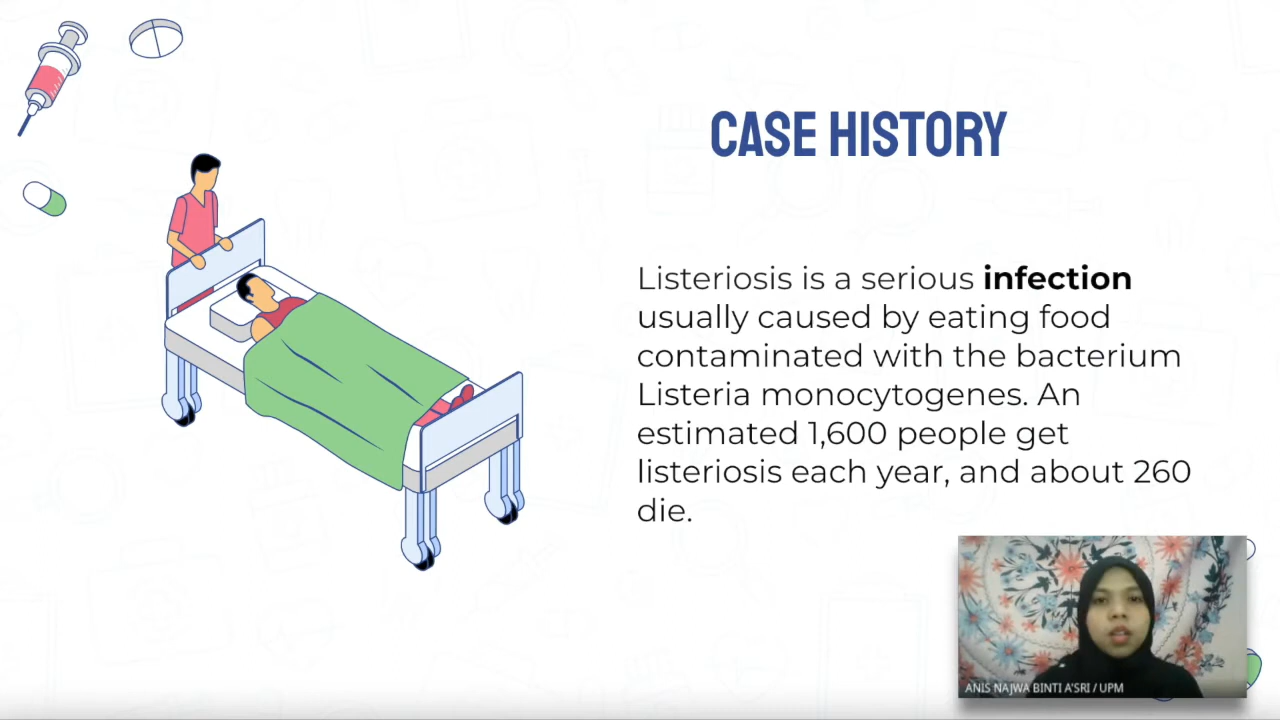 CASE HISTORY
Listeriosis is a serious infection
usually caused by eating food
contaminated with the bacterium
Listeria monocytogenes. An
estimated 1,600 people get
listeriosis each year, and about 260
die.
ANIS NAJWA BINTI A'SRI / UPM